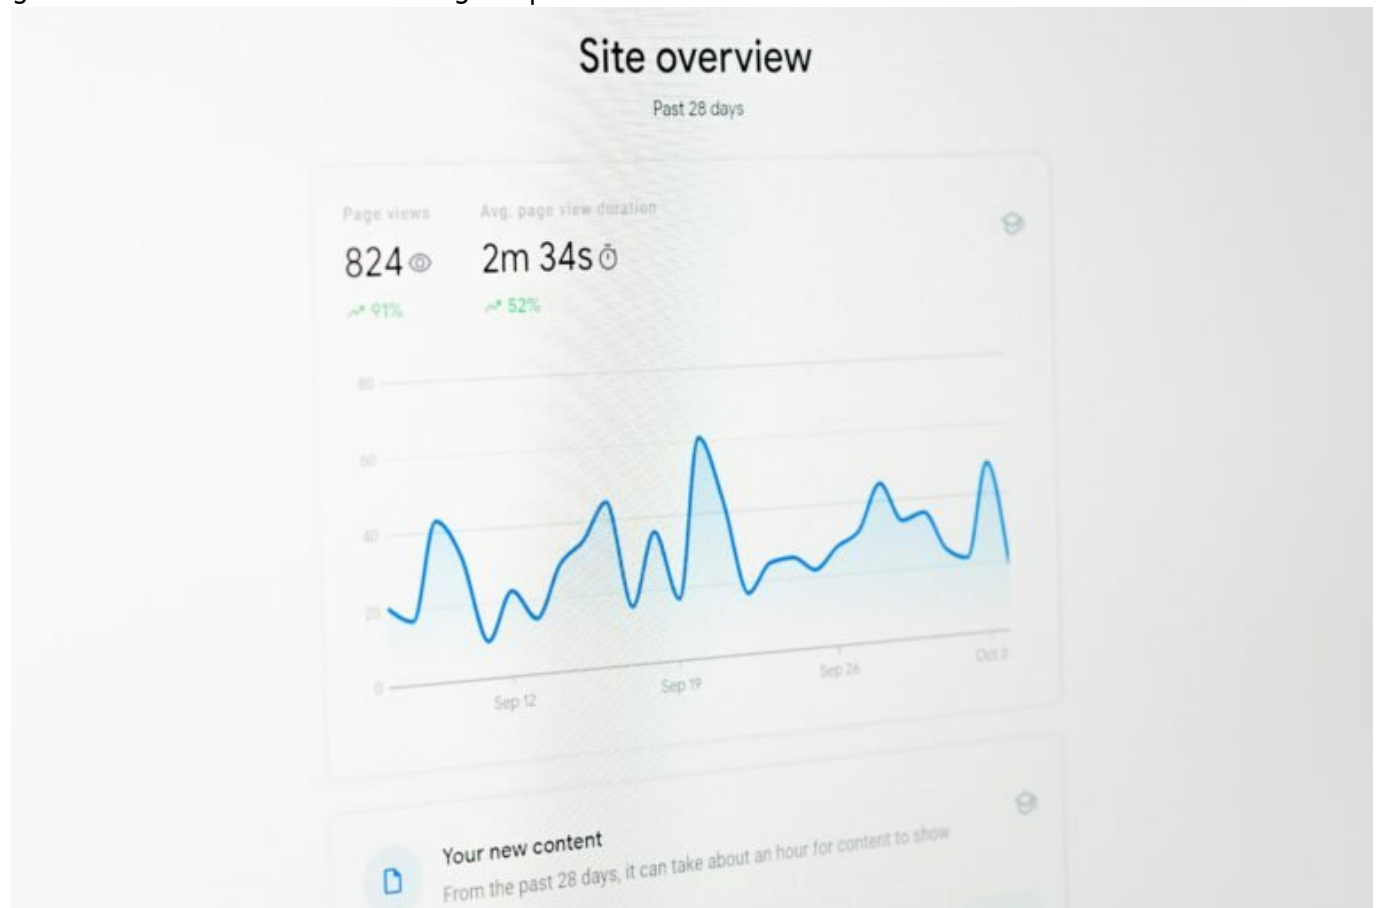 Site overview
Past 28 days
Page views Avg. page view duration
824 2m 34s
91% 52%
80
60
40
20
0
Sep 12 Sep 19 Sep 26 Oct 3
Your new content
From the past 28 days, it can take about an hour for content to show